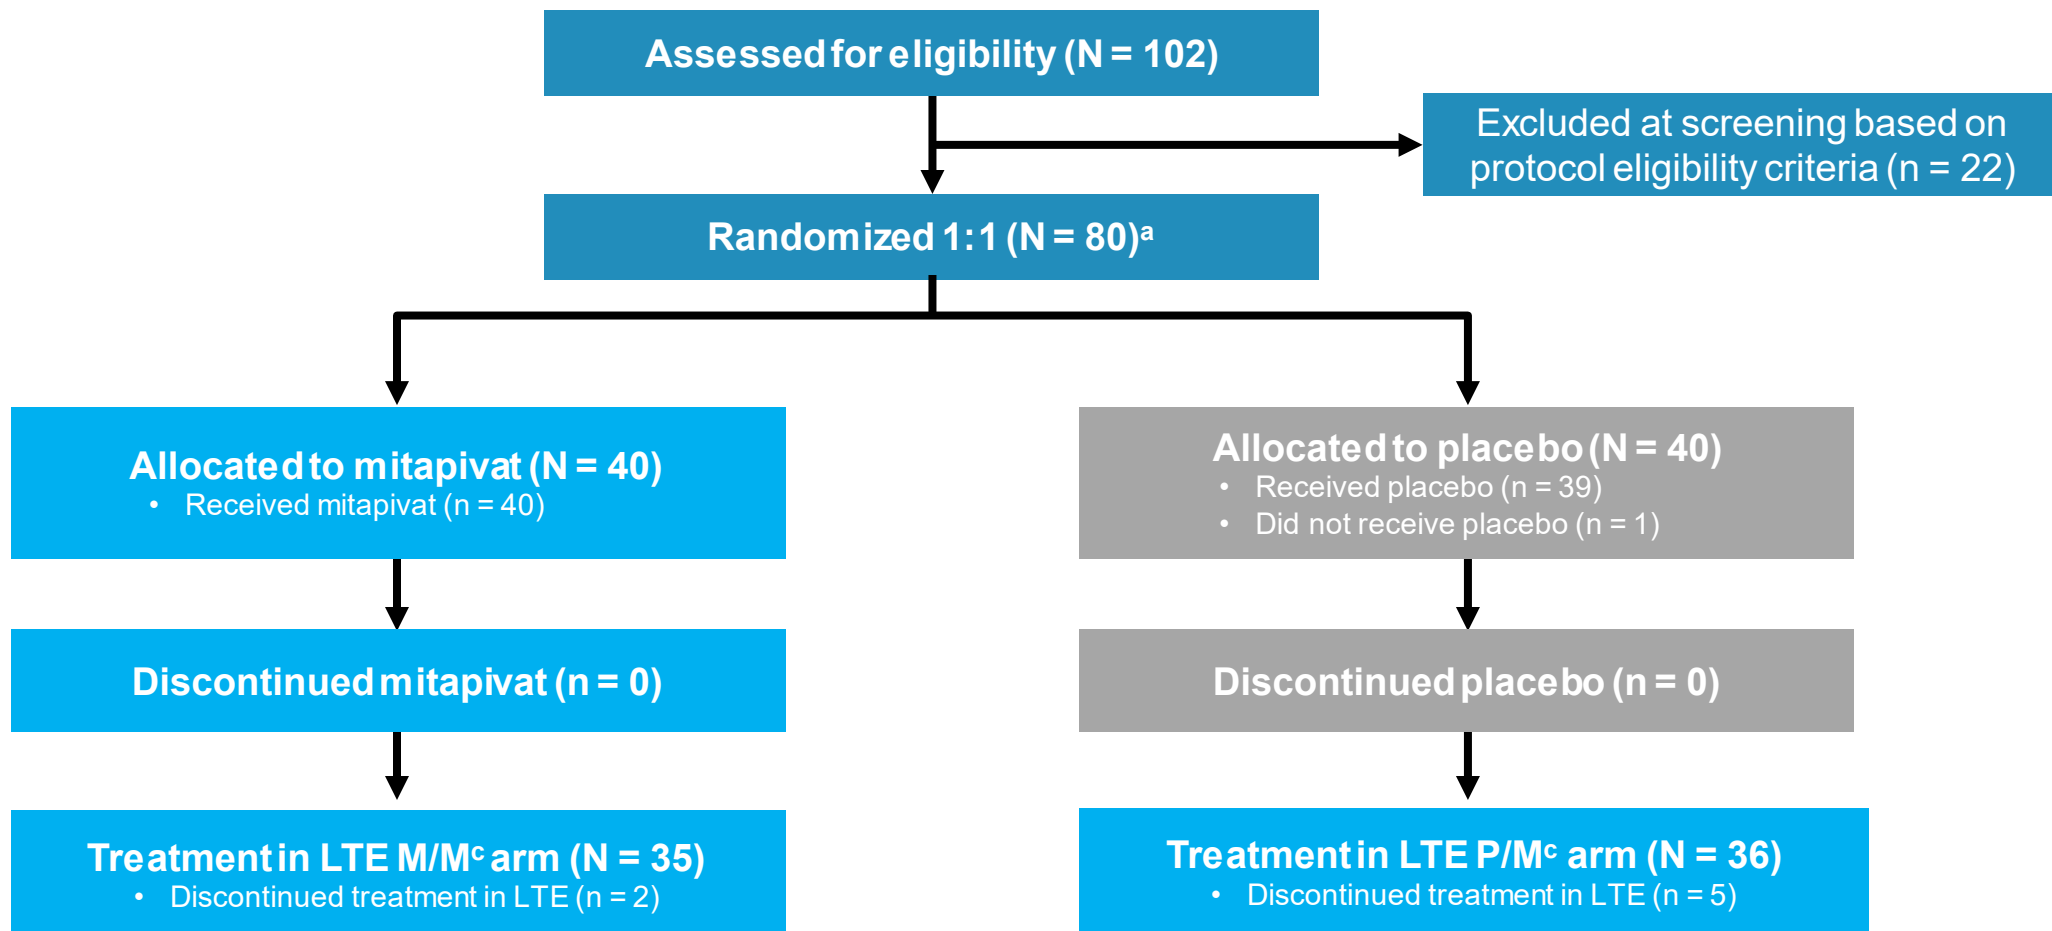 Assessed for eligibility (N = 102)
Excluded at screening based on
protocol eligibility criteria (n = 22)
Randomized 1:1 (N = 80)ᵃ
Allocated to mitapivat (N = 40)
• Received mitapivat (n = 40)
Allocated to placebo (N = 40)
• Received placebo (n = 39)
• Did not receive placebo (n = 1)
Discontinued mitapivat (n = 0)
Discontinued placebo (n = 0)
Treatment in LTE M/Mᶜ arm (N = 35)
• Discontinued treatment in LTE (n = 2)
Treatment in LTE P/Mᶜ arm (N = 36)
• Discontinued treatment in LTE (n = 5)